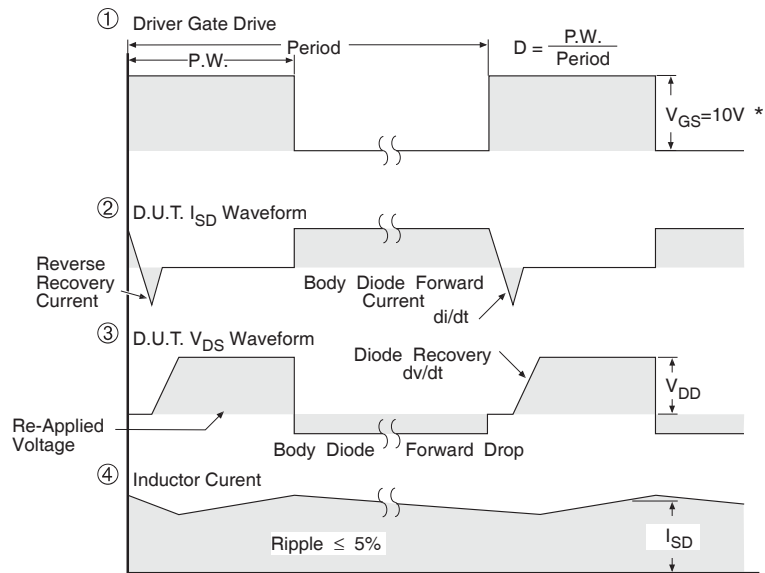 ① Driver Gate Drive
Period
P.W.
D = P.W.
Period
V_GS=10V *
② D.U.T. I_SD Waveform
Reverse
Recovery
Current
Body Diode Forward
Current
di/dt
③ D.U.T. V_DS Waveform
Diode Recovery
dv/dt
V_DD
Re-Applied
Voltage
Body Diode Forward Drop
④ Inductor Curent
Ripple ≤ 5%
I_SD